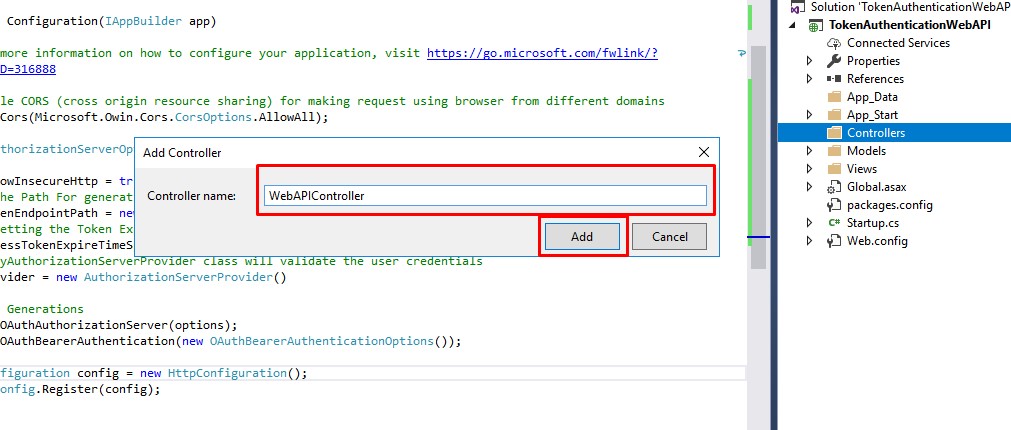 Configuration(IAppBuilder app)
more information on how to configure your application, visit https://go.microsoft.com/fwlink/?
D=316888
le CORS (cross origin resource sharing) for making request using browser from different domains
Cors(Microsoft.Owin.Cors.CorsOptions.AllowAll);
thorizationServerOp
owInsecureHttp = tr
he Path For generat
enEndpointPath = new
etting the Token Ex
essTokenExpireTimeS
yAuthorizationServerProvider class will validate the user credentials
vider = new AuthorizationServerProvider()
Generations
OAuthAuthorizationServer(options);
OAuthBearerAuthentication(new OAuthBearerAuthenticationOptions());
figuration config = new HttpConfiguration();
onfig.Register(config);
Add Controller
Controller name:
WebAPIController
Add
Cancel
Solution 'TokenAuthenticationWebAP
TokenAuthenticationWebAPI
Connected Services
Properties
References
App_Data
App_Start
Controllers
Models
Views
Global.asax
packages.config
Startup.cs
Web.config